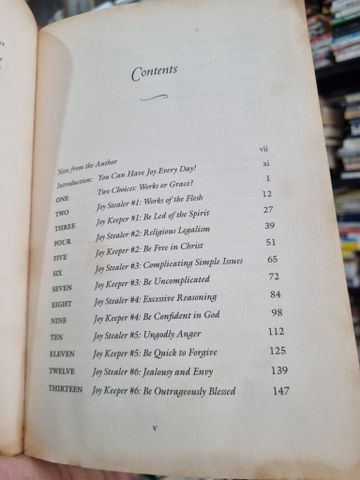 Contents
Note from the Author vii
Introduction: You Can Have Joy Every Day! xi
ONE Two Choices: Works or Grace? 1
TWO Joy Stealer #1: Works of the Flesh 12
THREE Joy Keeper #1: Be Led of the Spirit 27
FOUR Joy Stealer #2: Religious Legalism 39
FIVE Joy Keeper #2: Be Free in Christ 51
SIX Joy Stealer #3: Complicating Simple Issues 65
SEVEN Joy Keeper #3: Be Uncomplicated 72
EIGHT Joy Stealer #4: Excessive Reasoning 84
NINE Joy Keeper #4: Be Confident in God 98
TEN Joy Stealer #5: Ungodly Anger 112
ELEVEN Joy Keeper #5: Be Quick to Forgive 125
TWELVE Joy Stealer #6: Jealousy and Envy 139
THIRTEEN Joy Keeper #6: Be Outrageously Blessed 147
v